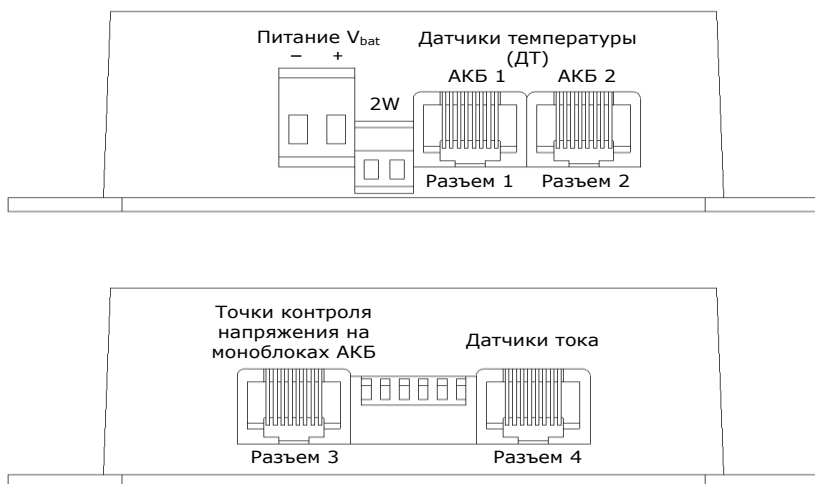 Питание Vbat
– +
Датчики температуры
(ДТ)
АКБ 1 АКБ 2
2W
Разъем 1 Разъем 2
Точки контроля
напряжения на
моноблоках АКБ
Датчики тока
Разъем 3 Разъем 4